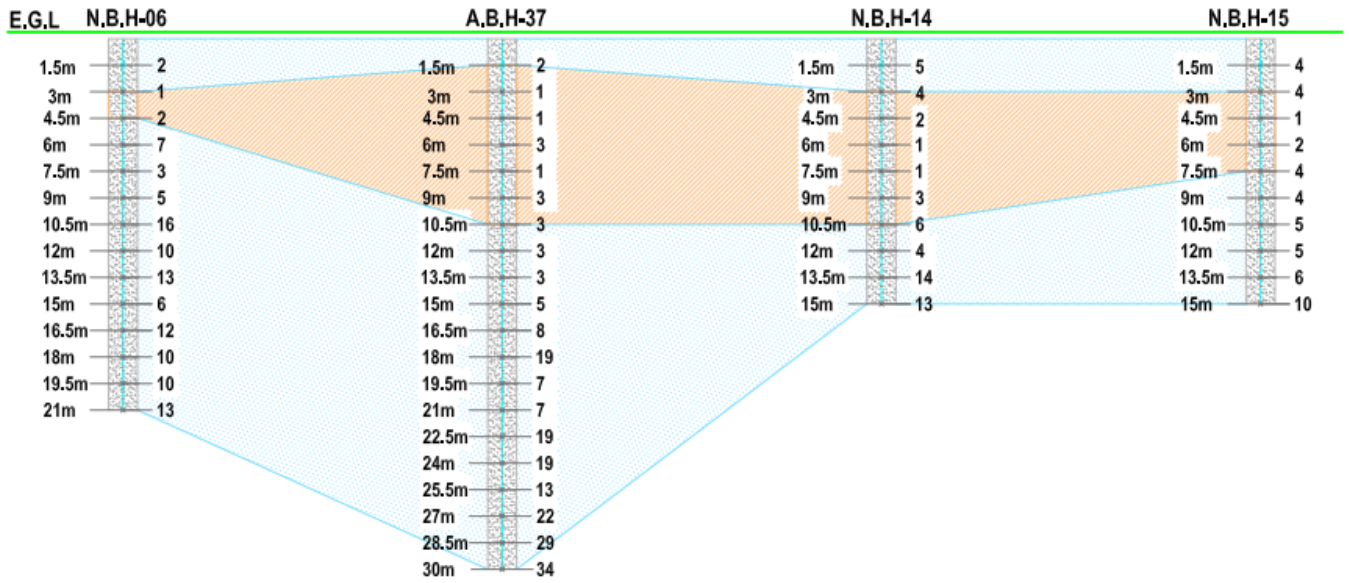 E.G.L N.B.H-06 A.B.H-37 N.B.H-14 N.B.H-15
1.5m 2 1.5m 2 1.5m 5 1.5m 4
3m 1 3m 1 3m 4 3m 4
4.5m 2 4.5m 1 4.5m 2 4.5m 1
6m 7 6m 3 6m 1 6m 2
7.5m 3 7.5m 1 7.5m 1 7.5m 4
9m 5 9m 3 9m 3 9m 4
10.5m 16 10.5m 3 10.5m 6 10.5m 5
12m 10 12m 3 12m 4 12m 5
13.5m 13 13.5m 3 13.5m 14 13.5m 6
15m 6 15m 5 15m 13 15m 10
16.5m 12 16.5m 8
18m 10 18m 19
19.5m 10 19.5m 7
21m 13 21m 7
22.5m 19
24m 19
25.5m 13
27m 22
28.5m 29
30m 34